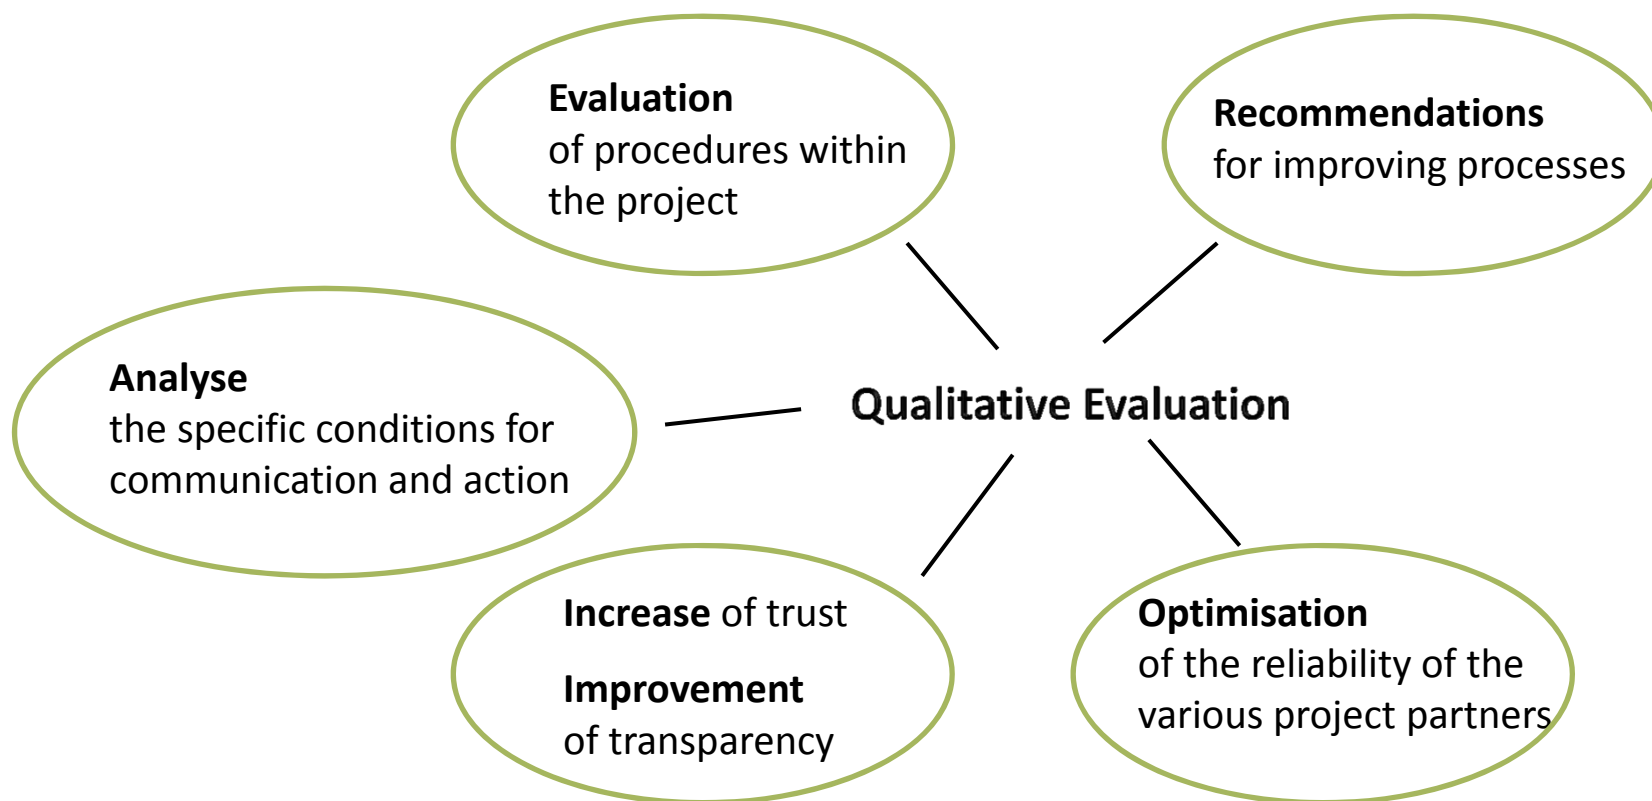 Evaluation
of procedures within
the project
Recommendations
for improving processes
Analyse
the specific conditions for
communication and action
Qualitative Evaluation
Increase of trust
Improvement
of transparency
Optimisation
of the reliability of the
various project partners